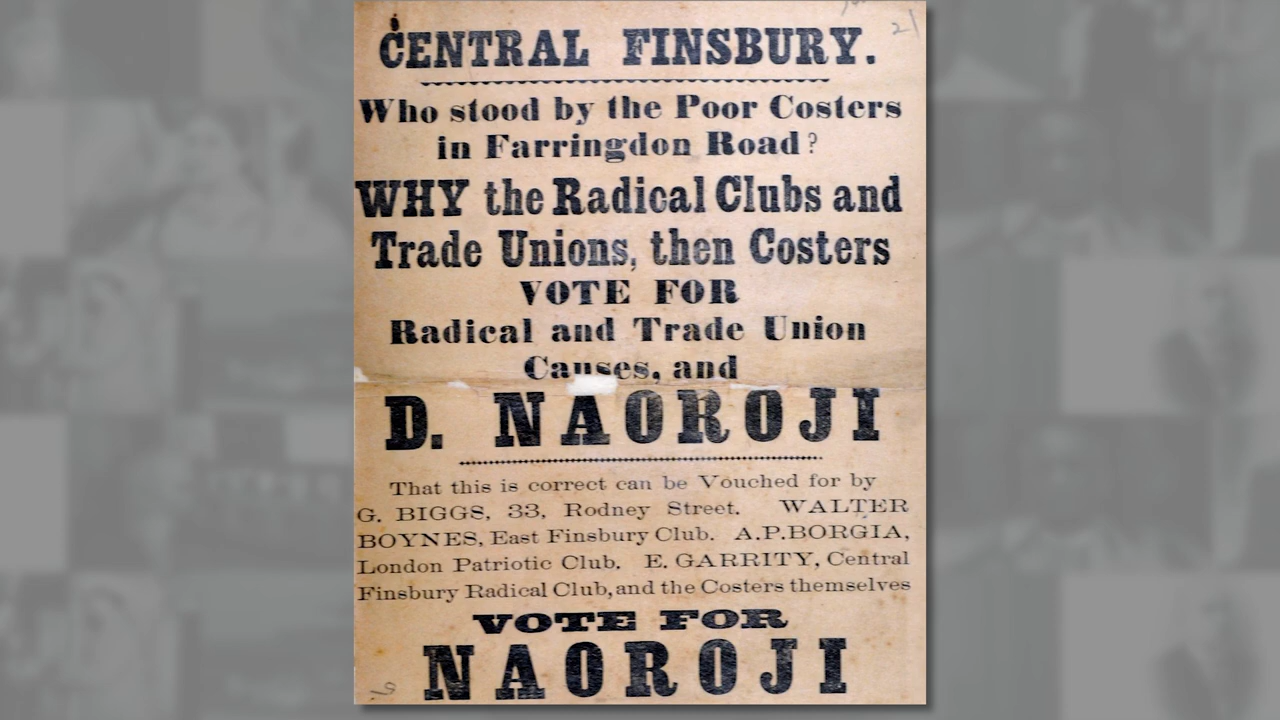 CENTRAL FINSBURY.
Who stood by the Poor Costers
in Farringdon Road?
WHY the Radical Clubs and
Trade Unions, then Costers
VOTE FOR
Radical and Trade Union
Causes, and
D. NAOROJI
That this is correct can be Vouched for by
G. BIGGS, 33, Rodney Street. WALTER
BOYNES, East Finsbury Club. A.P.BORGIA,
London Patriotic Club. E. GARRITY, Central
Finsbury Radical Club, and the Costers themselves
VOTE FOR
NAOROJI